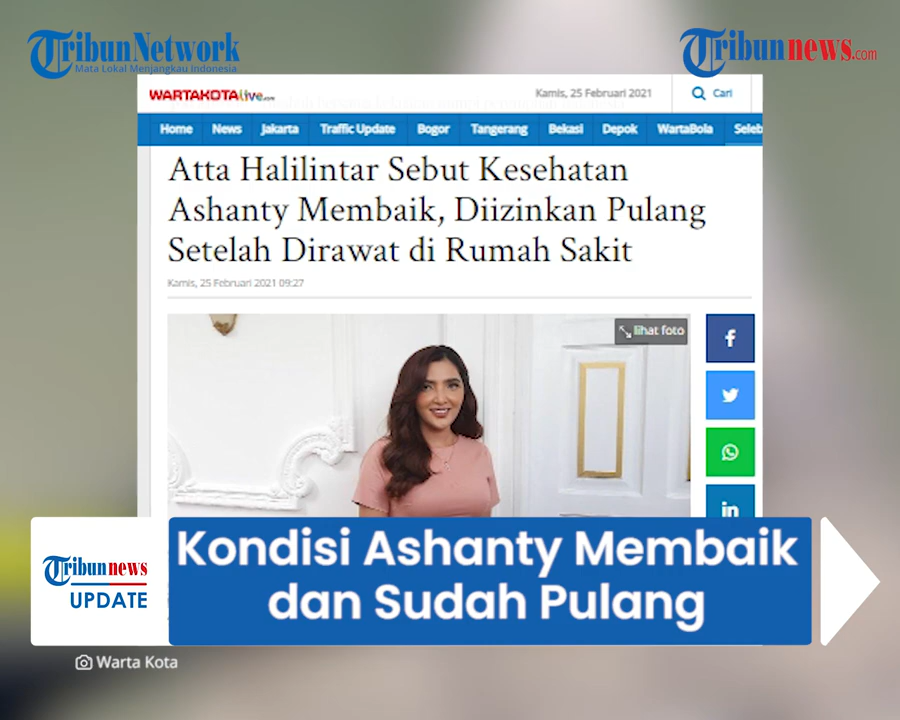 TribunNetwork
Mata Lokal Menjangkau Indonesia
Tribunnews.com
WARTAKOTAlive.com
Kamis, 25 Februari 2021
Cari
Home News Jakarta Traffic Update Bogor Tangerang Bekasi Depok WartaBola Seleb
Atta Halilintar Sebut Kesehatan
Ashanty Membaik, Diizinkan Pulang
Setelah Dirawat di Rumah Sakit
Kamis, 25 Februari 2021 09:27
lihat foto
f
in
Tribunnews
UPDATE
Kondisi Ashanty Membaik
dan Sudah Pulang
Warta Kota